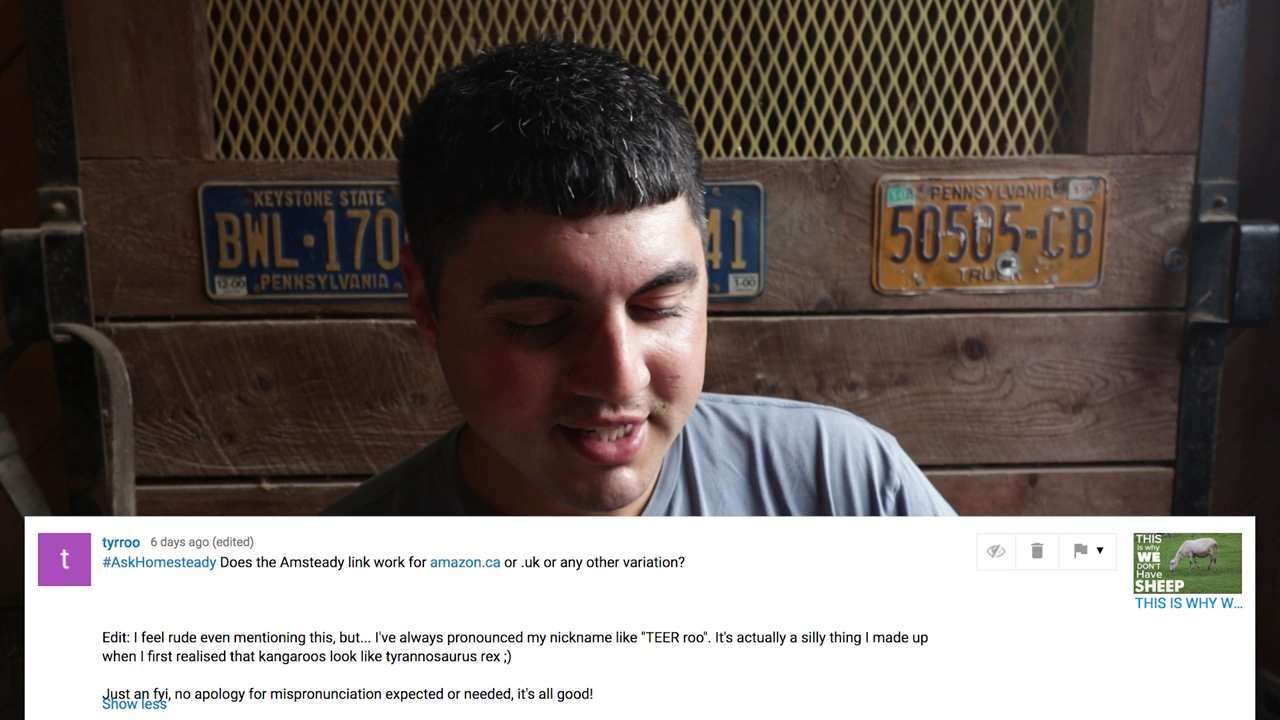 KEYSTONE STATE
BWL·170
12-00 PENNSYLVANIA
41
1-00
PENNSYLVANIA
50505-CB
TRUCK
t
tyrroo 6 days ago (edited)
#AskHomesteady Does the Amsteady link work for amazon.ca or .uk or any other variation?
Edit: I feel rude even mentioning this, but... I've always pronounced my nickname like "TEER roo". It's actually a silly thing I made up
when I first realised that kangaroos look like tyrannosaurus rex ;)
Just an fyi, no apology for mispronunciation expected or needed, it's all good!
Show less
THIS
is why
WE
DON'T
Have
SHEEP
THIS IS WHY W...